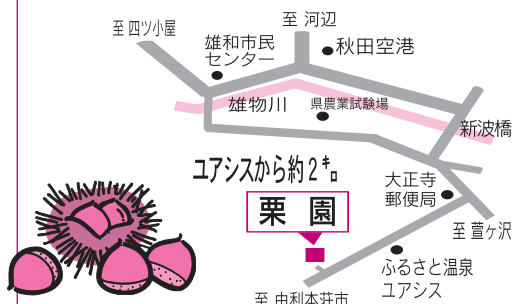 至 河辺
至 四ツ小屋
雄和市民
センター
秋田空港
雄物川
県農業試験場
新波橋
ユアシスから約2㌔
大正寺
郵便局
栗 園
至 萱ヶ沢
ふるさと温泉
ユアシス
至 由利本荘市